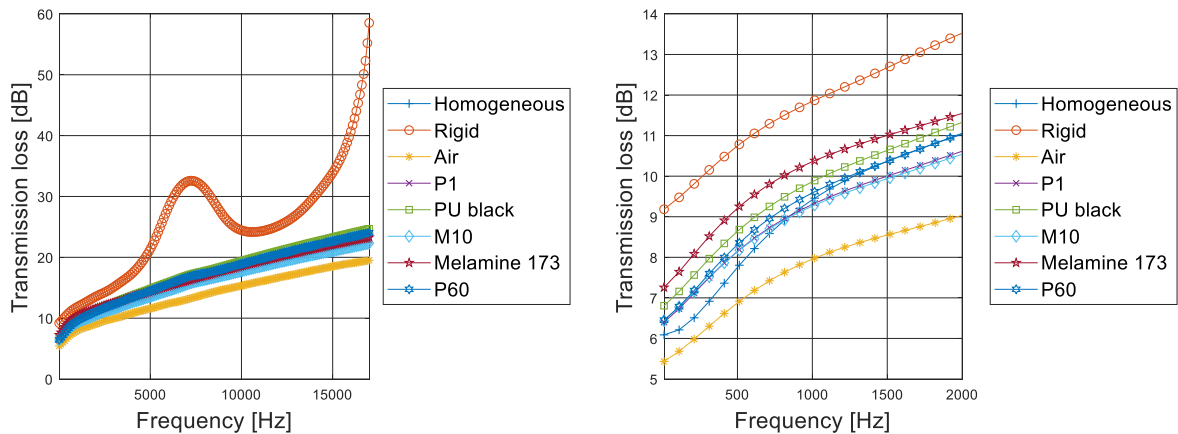 60
50
40
30
20
10
0
Transmission loss [dB]
5000
10000
15000
Frequency [Hz]
Homogeneous
Rigid
Air
P1
PU black
M10
Melamine 173
P60
14
13
12
11
10
9
8
7
6
5
Transmission loss [dB]
500
1000
1500
2000
Frequency [Hz]
Homogeneous
Rigid
Air
P1
PU black
M10
Melamine 173
P60